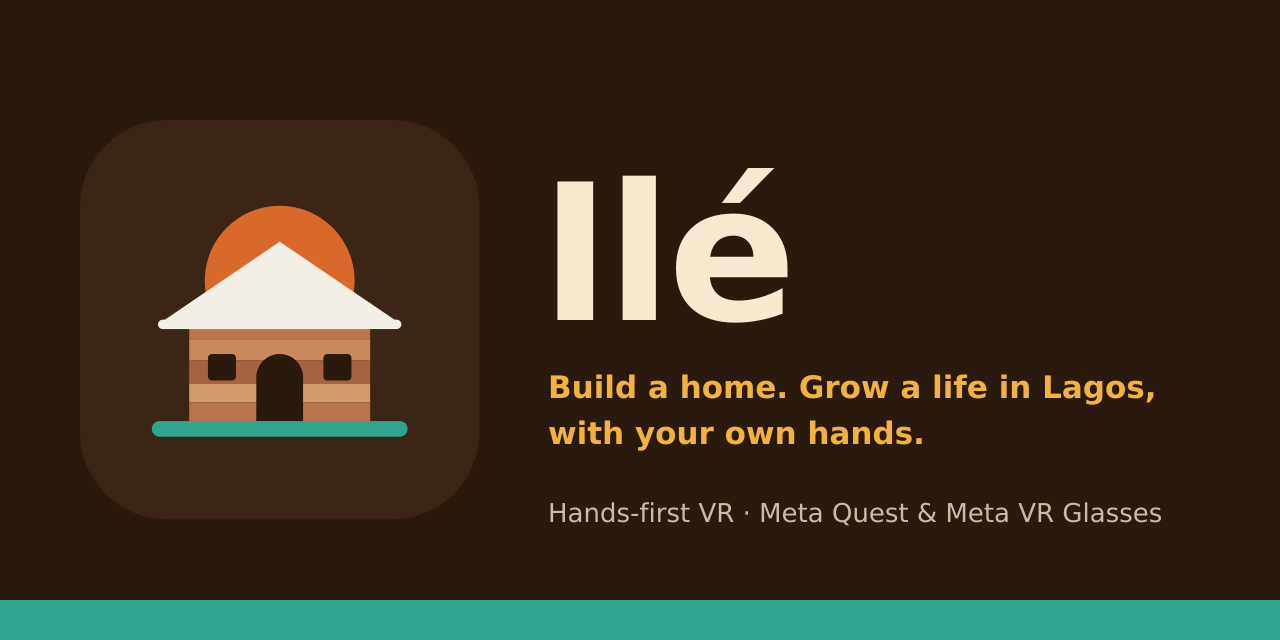 Ilé
Build a home. Grow a life in Lagos,
with your own hands.
Hands-first VR · Meta Quest & Meta VR Glasses